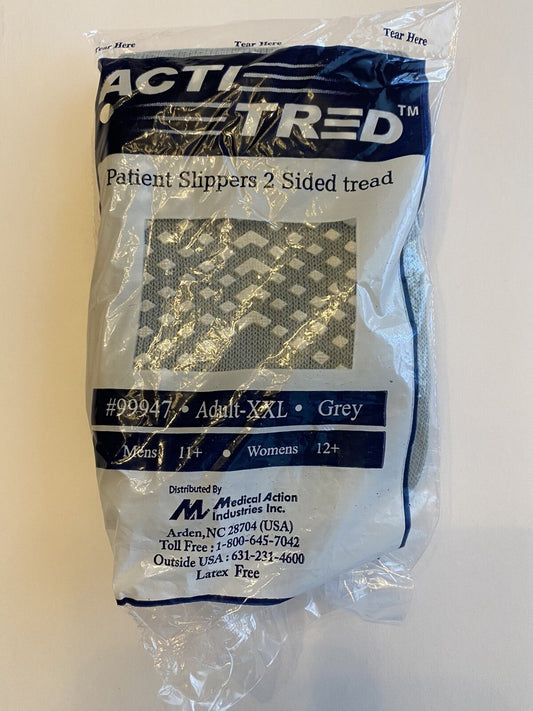 Tear Here Tear Here Tear Here
ACTI
TRED™
Patient Slippers 2 Sided tread
#99947 • Adult-XXL • Grey
Mens 11+ • Womens 12+
Distributed By
Medical Action
Industries Inc.
Arden, NC 28704 (USA)
Toll Free : 1-800-645-7042
Outside USA : 631-231-4600
Latex Free